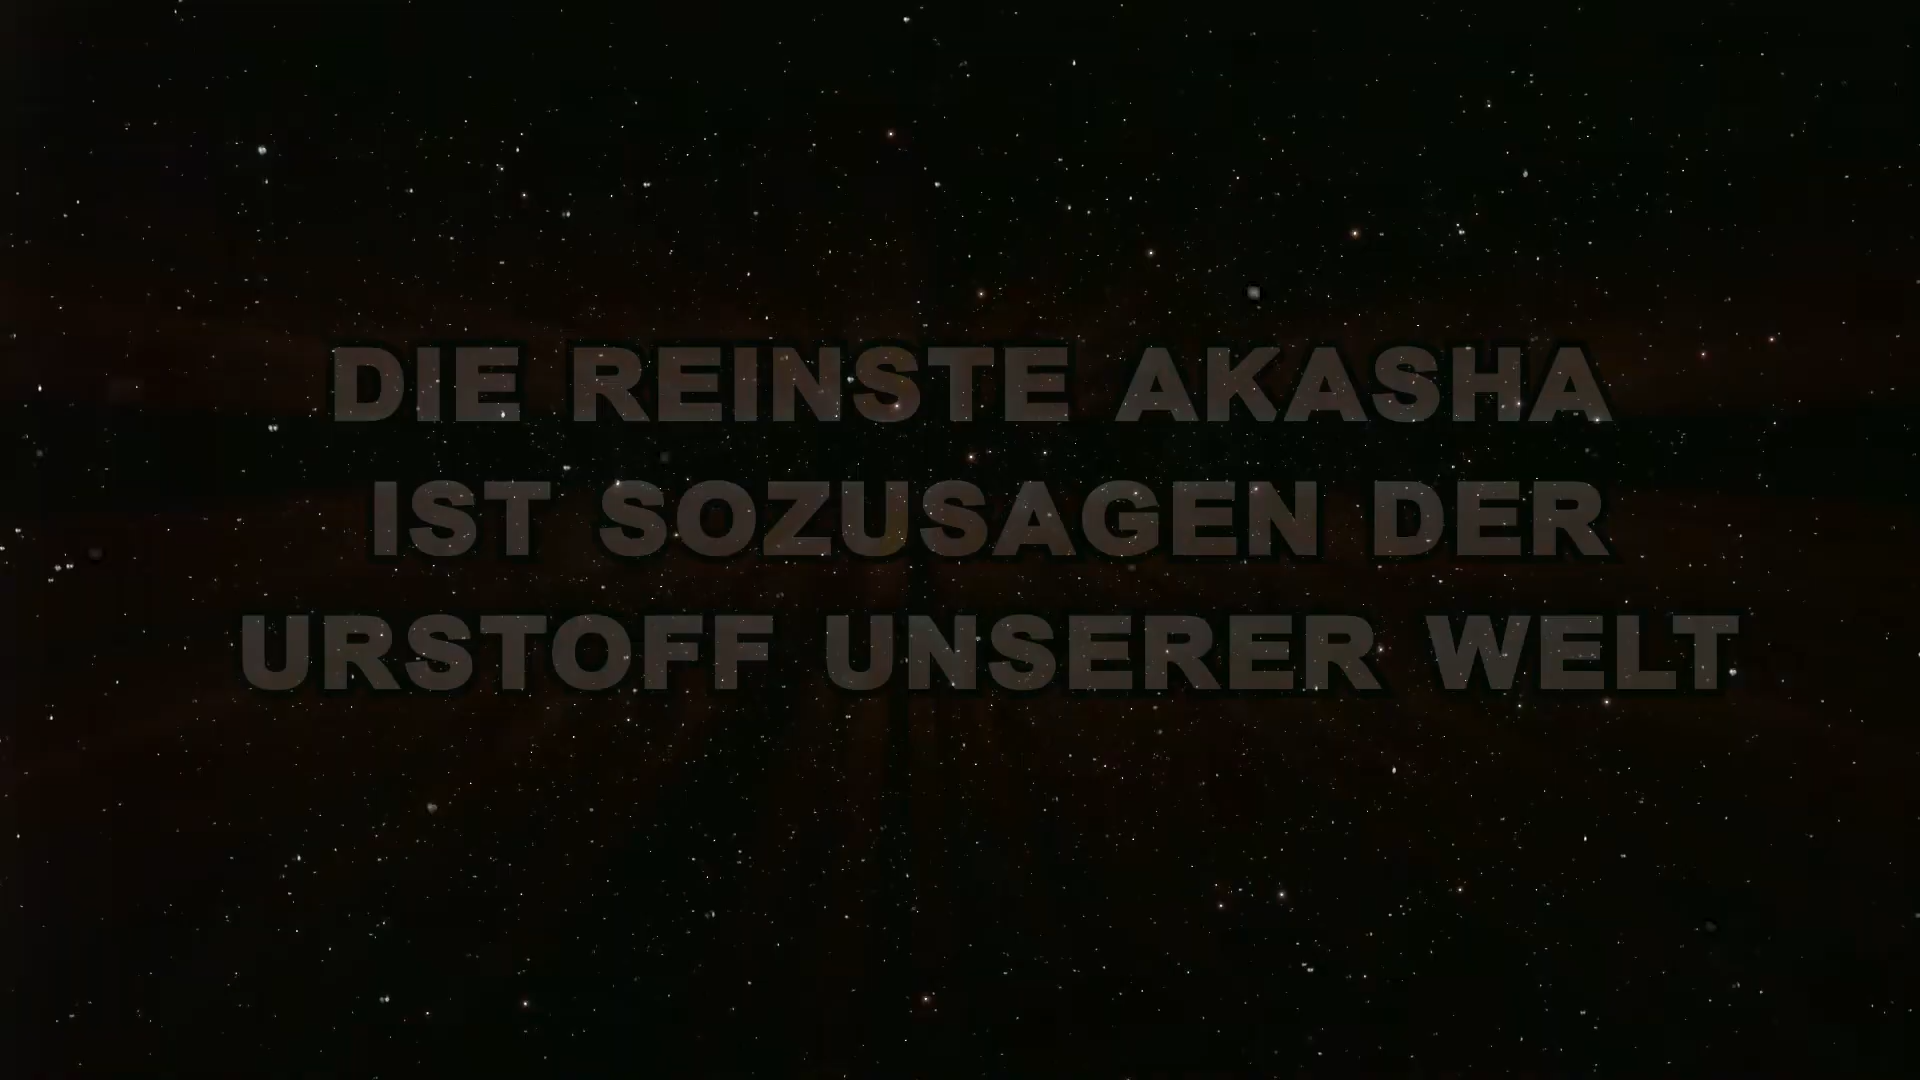 DIE REINSTE AKASHA
IST SOZUSAGEN DER
URSTOFF UNSERER WELT